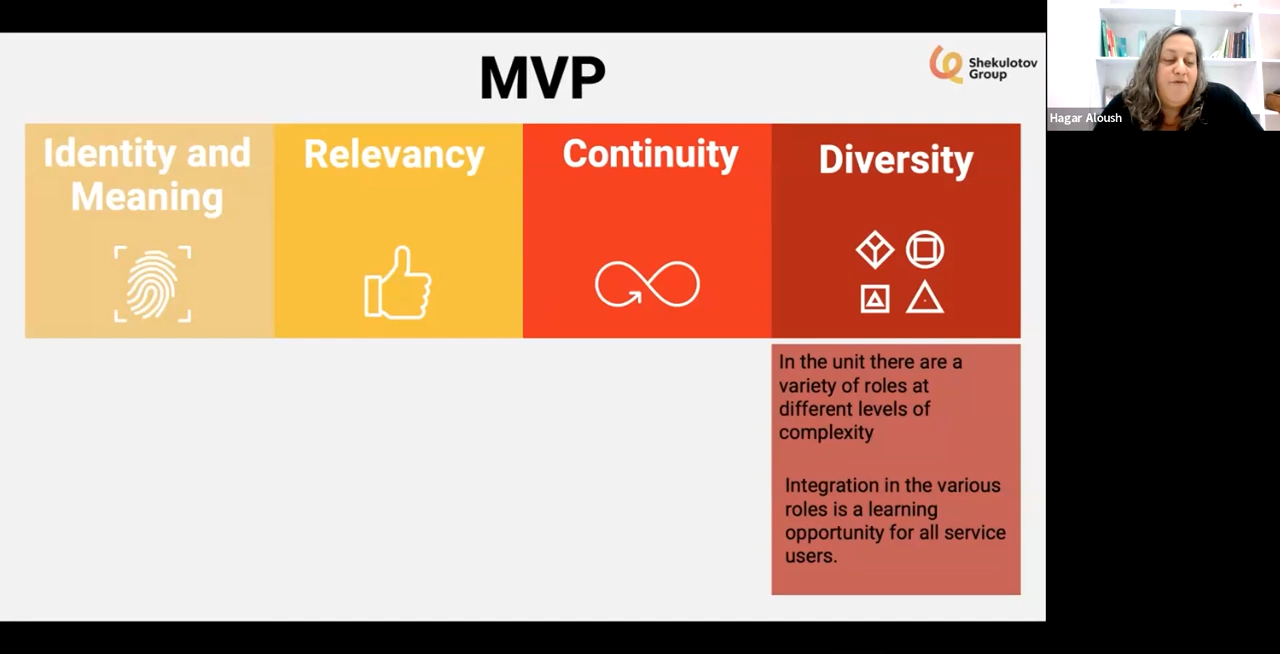 MVP
Shekulotov
Group
Hagar Aloush
Identity and
Meaning
Relevancy
Continuity
Diversity
In the unit there are a
variety of roles at
different levels of
complexity
Integration in the various
roles is a learning
opportunity for all service
users.